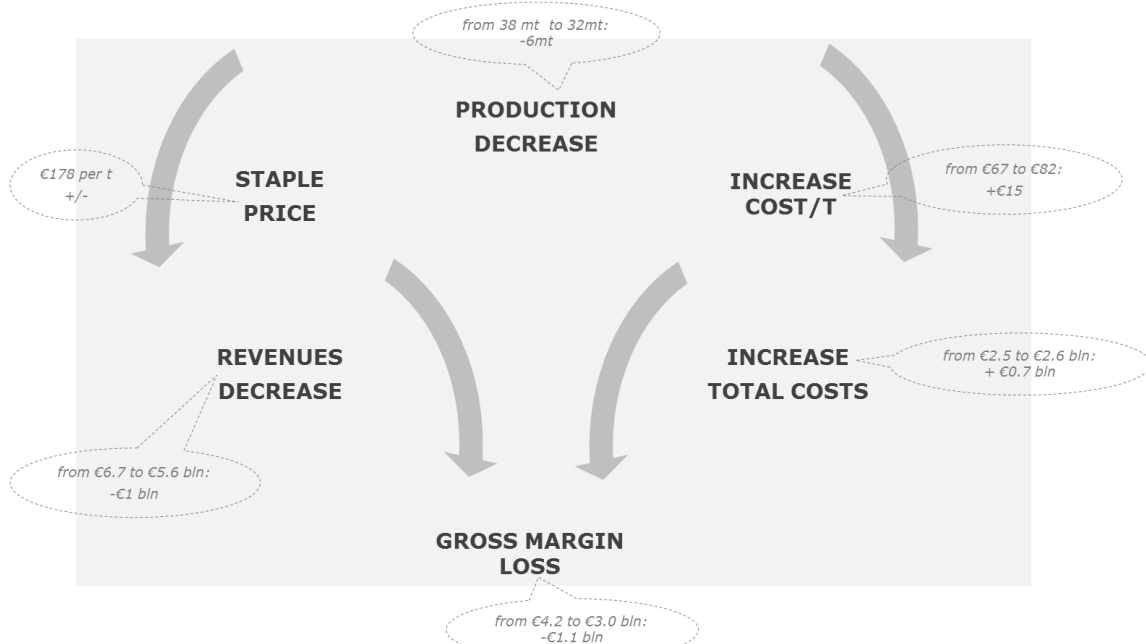 from 38 mt to 32mt:
-6mt
PRODUCTION
DECREASE
€178 per t
+/-
STAPLE
PRICE
INCREASE
COST/T
from €67 to €82:
+€15
REVENUES
DECREASE
INCREASE
TOTAL COSTS
from €2.5 to €2.6 bln:
+ €0.7 bln
from €6.7 to €5.6 bln:
-€1 bln
GROSS MARGIN
LOSS
from €4.2 to €3.0 bln:
-€1.1 bln